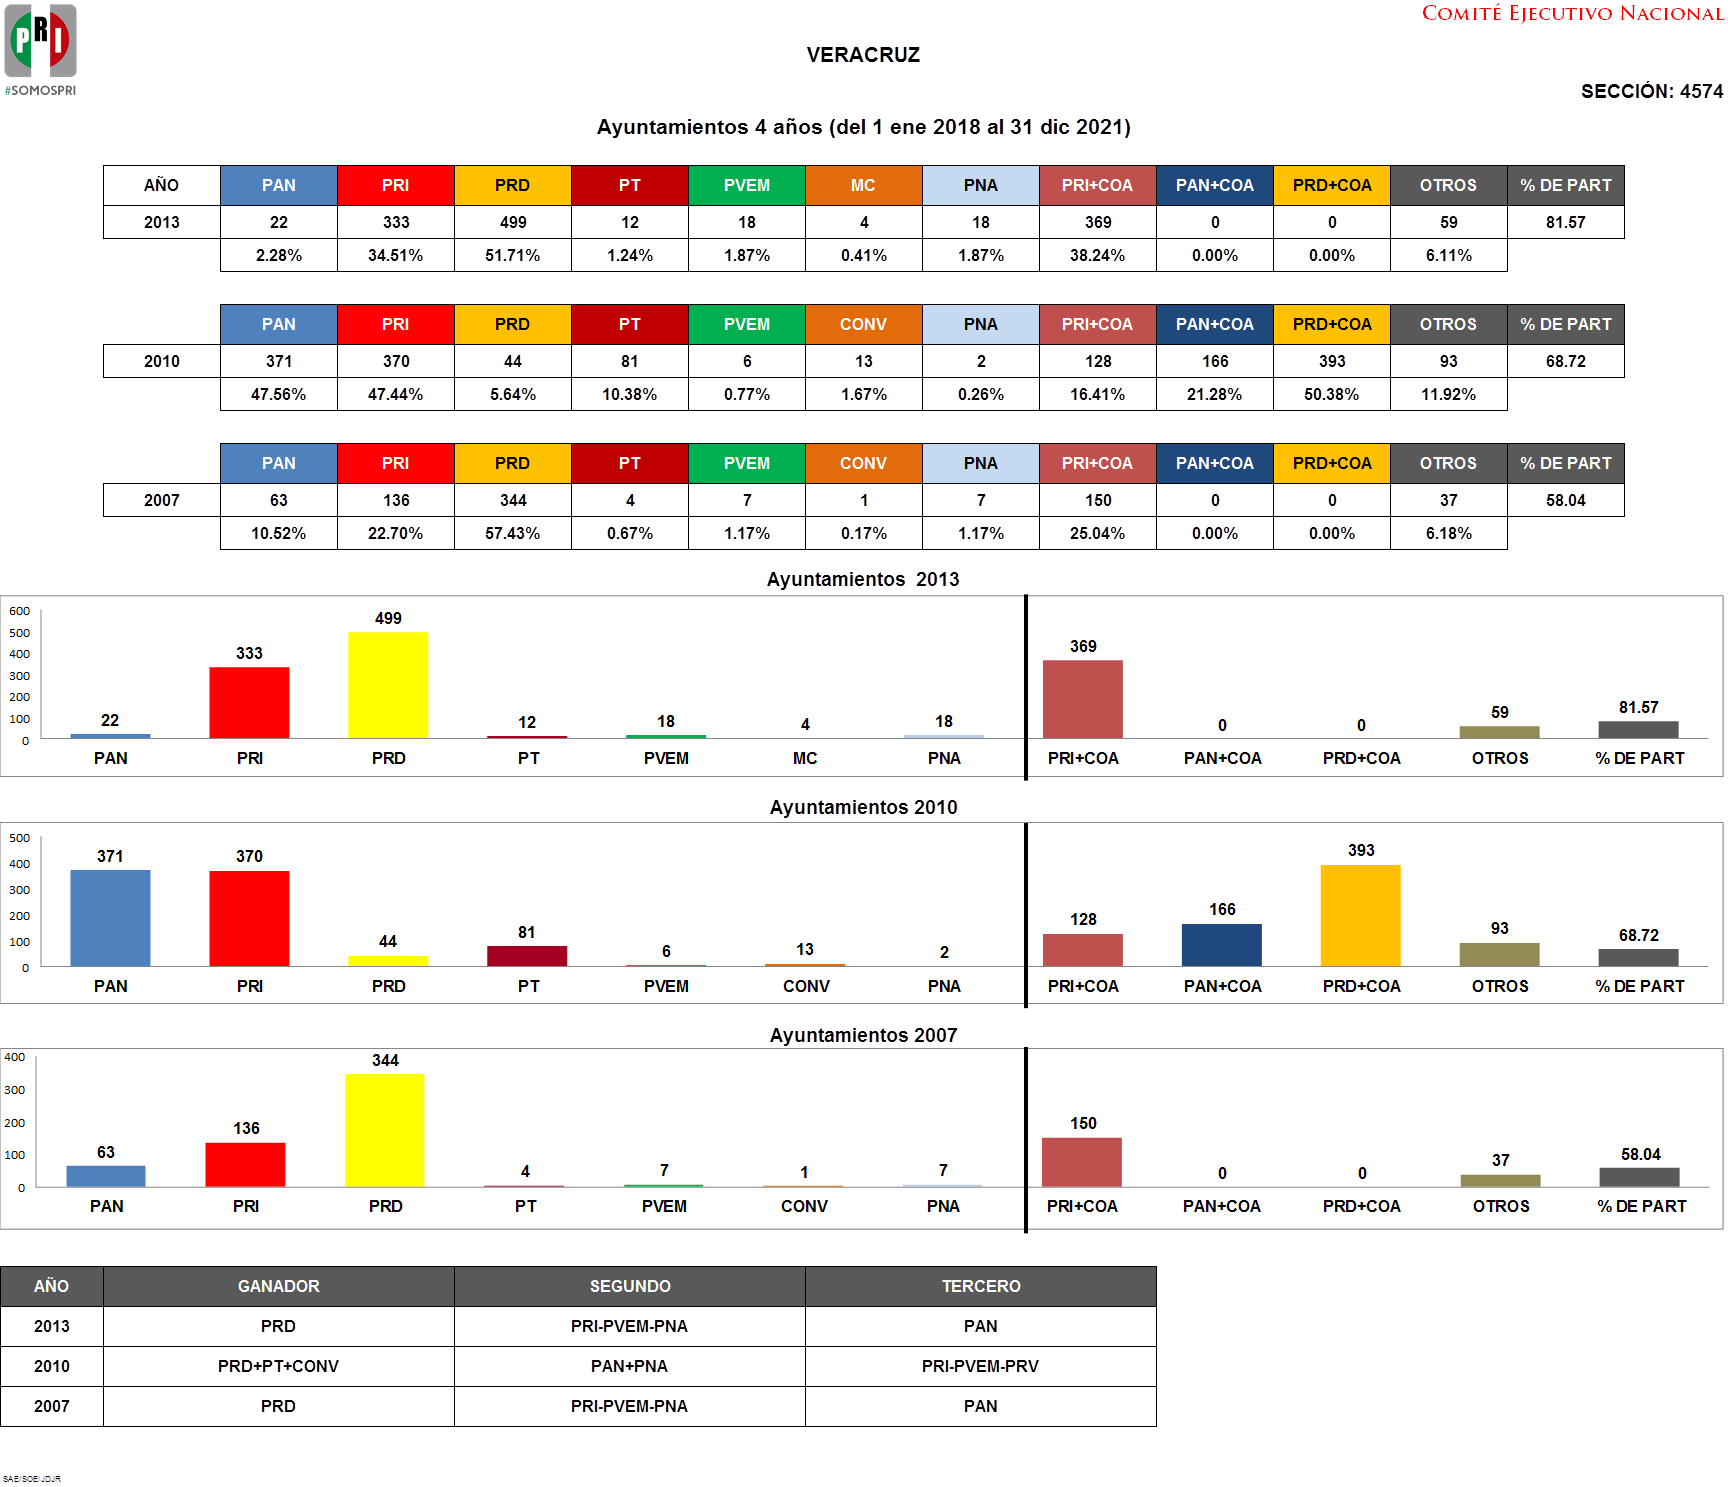 PRI
#SOMOSPRI
COMITÉ EJECUTIVO NACIONAL
VERACRUZ
SECCIÓN: 4574
Ayuntamientos 4 años (del 1 ene 2018 al 31 dic 2021)
AÑO PAN PRI PRD PT PVEM MC PNA PRI+COA PAN+COA PRD+COA OTROS % DE PART
2013 22 333 499 12 18 4 18 369 0 0 59 81.57
2.28% 34.51% 51.71% 1.24% 1.87% 0.41% 1.87% 38.24% 0.00% 0.00% 6.11%
PAN PRI PRD PT PVEM CONV PNA PRI+COA PAN+COA PRD+COA OTROS % DE PART
2010 371 370 44 81 6 13 2 128 166 393 93 68.72
47.56% 47.44% 5.64% 10.38% 0.77% 1.67% 0.26% 16.41% 21.28% 50.38% 11.92%
PAN PRI PRD PT PVEM CONV PNA PRI+COA PAN+COA PRD+COA OTROS % DE PART
2007 63 136 344 4 7 1 7 150 0 0 37 58.04
10.52% 22.70% 57.43% 0.67% 1.17% 0.17% 1.17% 25.04% 0.00% 0.00% 6.18%
Ayuntamientos 2013
600
500
400
300
200
100
0
22 333 499 12 18 4 18 369 0 0 59 81.57
PAN PRI PRD PT PVEM MC PNA PRI+COA PAN+COA PRD+COA OTROS % DE PART
Ayuntamientos 2010
500
400
300
200
100
0
371 370 44 81 6 13 2 128 166 393 93 68.72
PAN PRI PRD PT PVEM CONV PNA PRI+COA PAN+COA PRD+COA OTROS % DE PART
Ayuntamientos 2007
400
300
200
100
0
63 136 344 4 7 1 7 150 0 0 37 58.04
PAN PRI PRD PT PVEM CONV PNA PRI+COA PAN+COA PRD+COA OTROS % DE PART
AÑO GANADOR SEGUNDO TERCERO
2013 PRD PRI-PVEM-PNA PAN
2010 PRD+PT+CONV PAN+PNA PRI-PVEM-PRV
2007 PRD PRI-PVEM-PNA PAN
SAE/SOE/JDJR